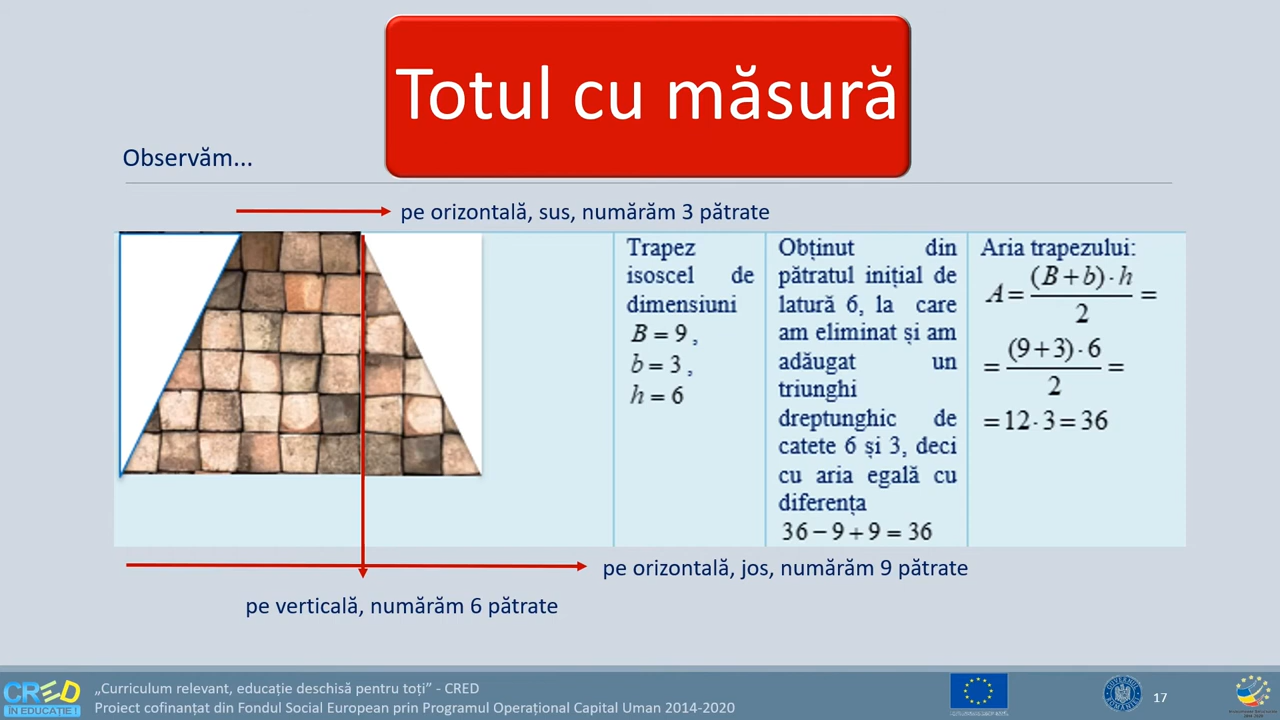 Totul cu măsură
Observăm...
pe orizontală, sus, numărăm 3 pătrate
Trapez
isoscel de
dimensiuni
B = 9 ,
b = 3 ,
h = 6
Obținut din
pătratul inițial de
latură 6, la care
am eliminat și am
adăugat un
triunghi
dreptunghic de
catete 6 și 3, deci
cu aria egală cu
diferența
36 − 9 + 9 = 36
Aria trapezului:
A = (B + b) · h / 2 =
= (9 + 3) · 6 / 2 =
= 12 · 3 = 36
pe orizontală, jos, numărăm 9 pătrate
pe verticală, numărăm 6 pătrate
CRED
ÎN EDUCAȚIE !
„Curriculum relevant, educație deschisă pentru toți” - CRED
Proiect cofinanțat din Fondul Social European prin Programul Operațional Capital Uman 2014-2020
17